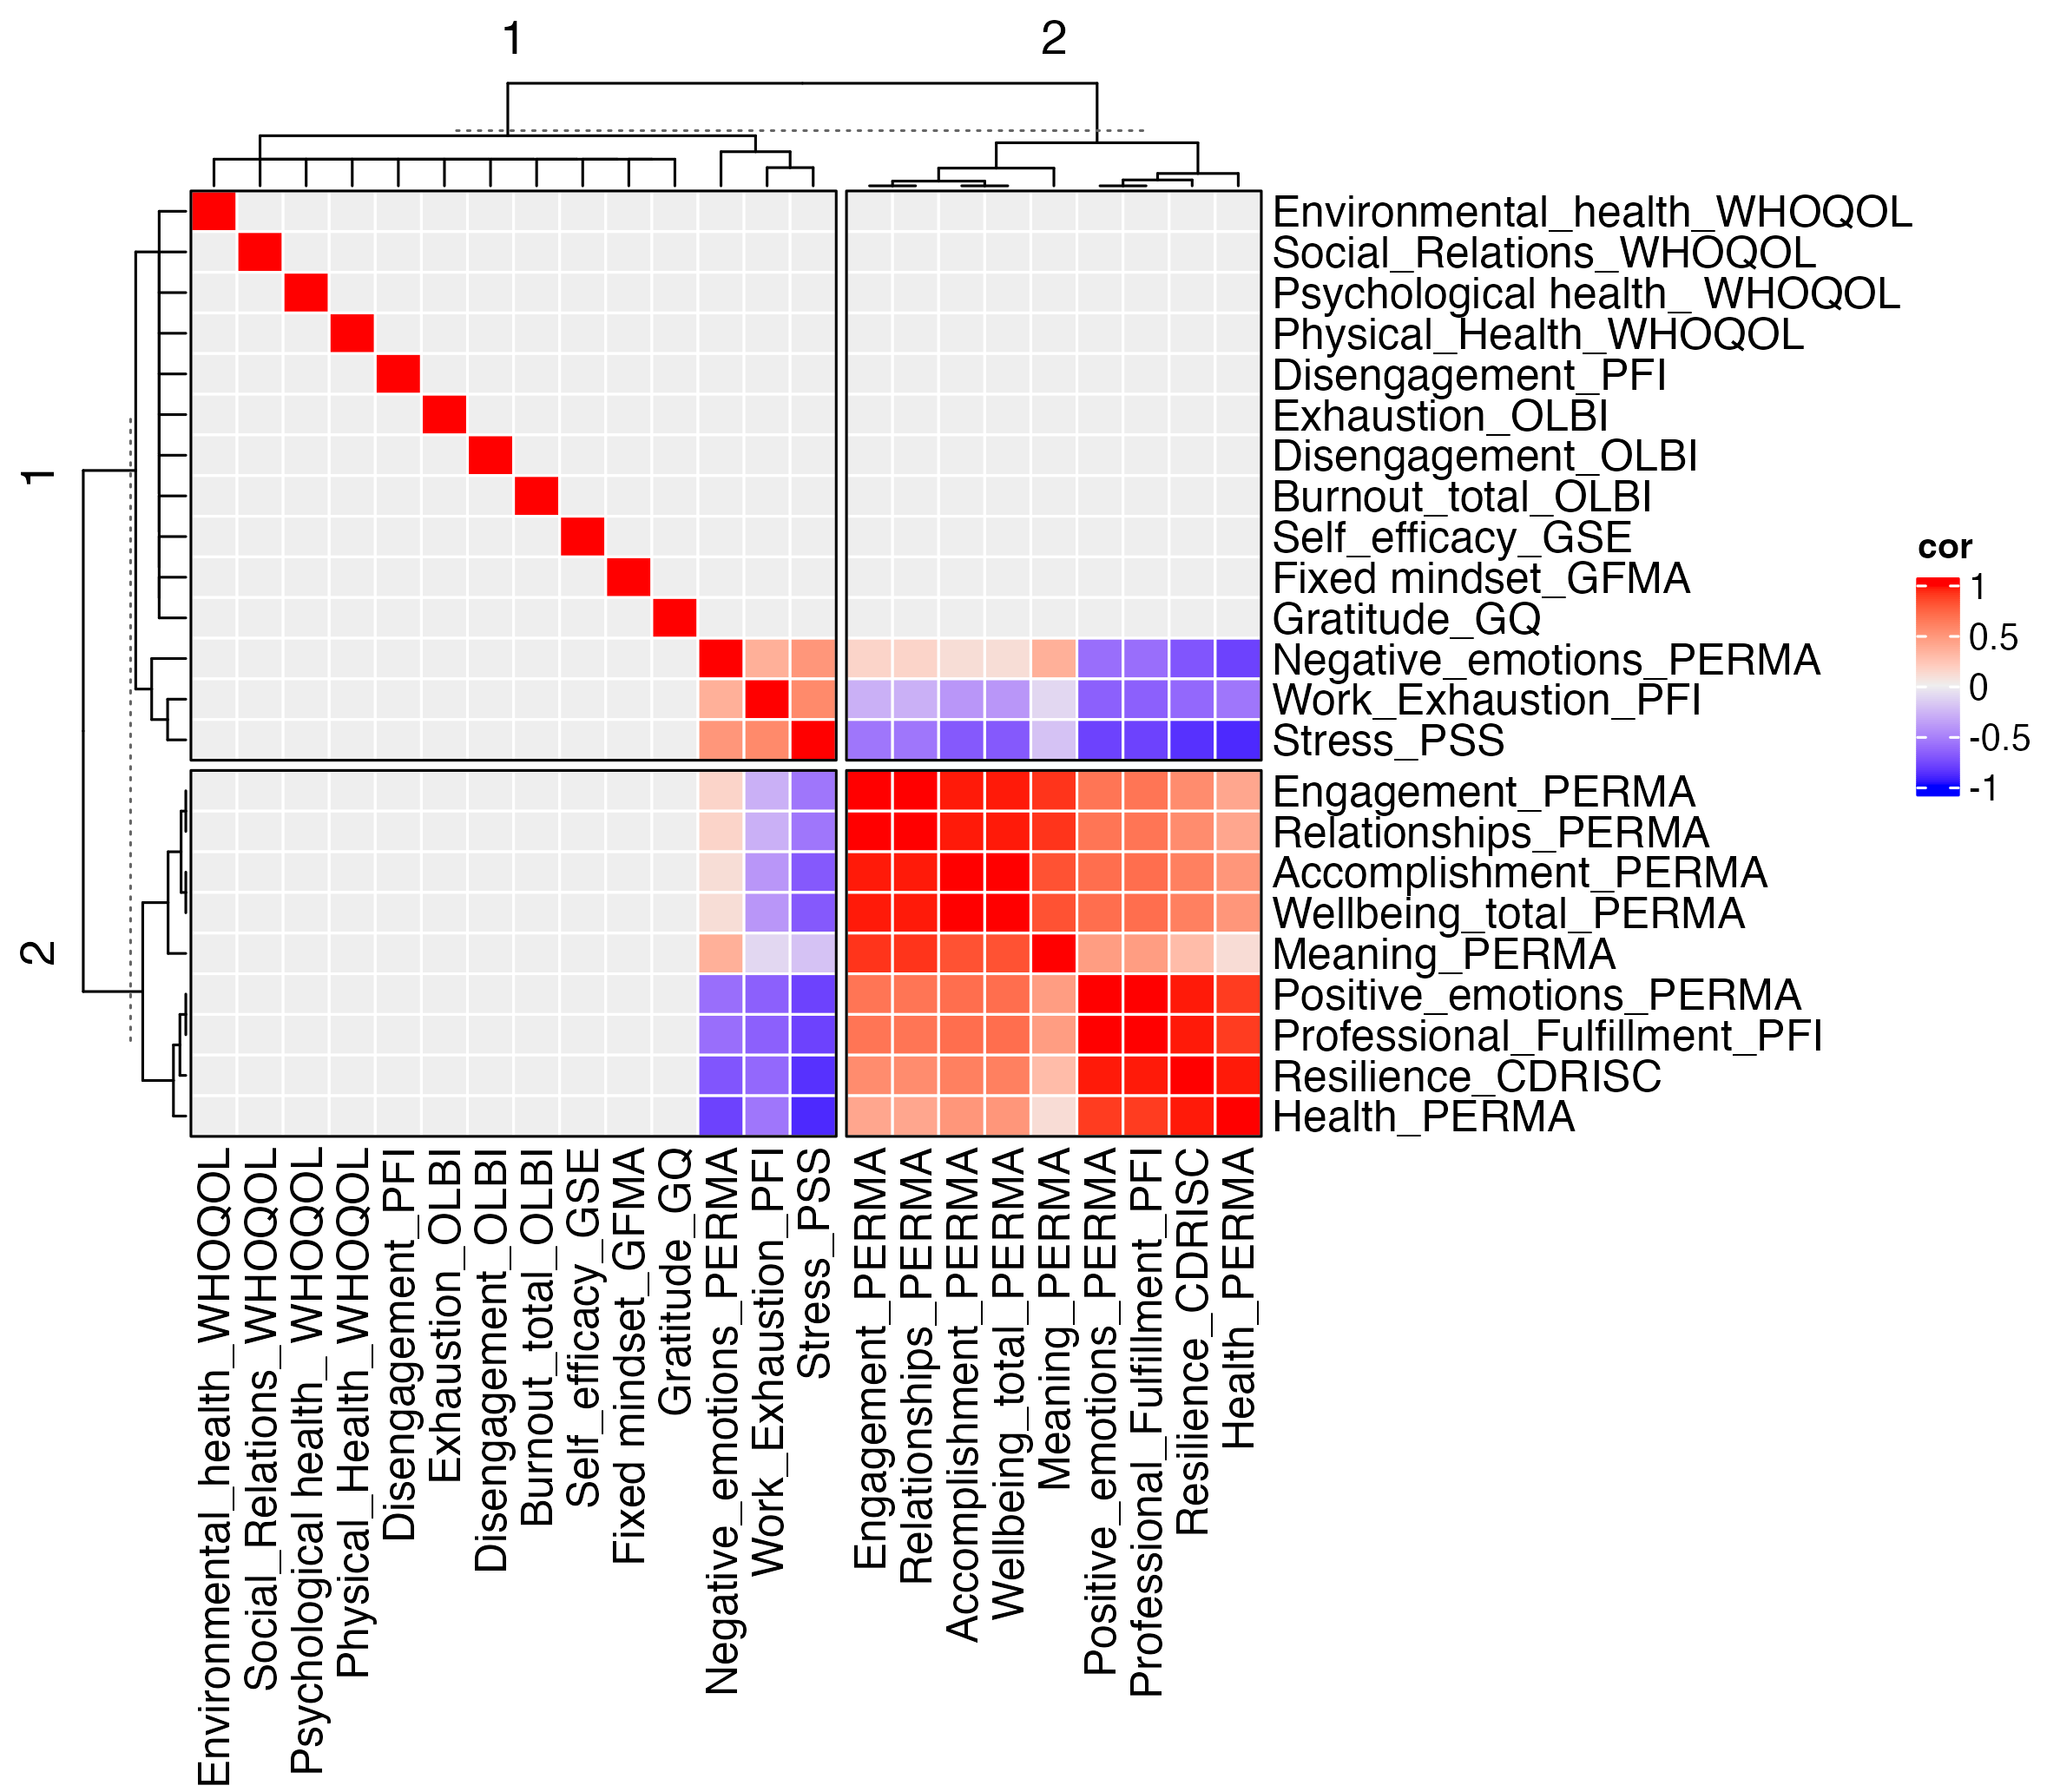 1
2
1
2
Environmental_health_WHOQOL
Social_Relations_WHOQOL
Psychological health_ WHOQOL
Physical_Health_WHOQOL
Disengagement_PFI
Exhaustion_OLBI
Disengagement_OLBI
Burnout_total_OLBI
Self_efficacy_GSE
Fixed mindset_GFMA
Gratitude_GQ
Negative_emotions_PERMA
Work_Exhaustion_PFI
Stress_PSS
Engagement_PERMA
Relationships_PERMA
Accomplishment_PERMA
Wellbeing_total_PERMA
Meaning_PERMA
Positive_emotions_PERMA
Professional_Fulfillment_PFI
Resilience_CDRISC
Health_PERMA
cor
1
0.5
0
-0.5
-1
Environmental_health_WHOQOL
Social_Relations_WHOQOL
Psychological health_ WHOQOL
Physical_Health_WHOQOL
Disengagement_PFI
Exhaustion_OLBI
Disengagement_OLBI
Burnout_total_OLBI
Self_efficacy_GSE
Fixed mindset_GFMA
Gratitude_GQ
Negative_emotions_PERMA
Work_Exhaustion_PFI
Stress_PSS
Engagement_PERMA
Relationships_PERMA
Accomplishment_PERMA
Wellbeing_total_PERMA
Meaning_PERMA
Positive_emotions_PERMA
Professional_Fulfillment_PFI
Resilience_CDRISC
Health_PERMA